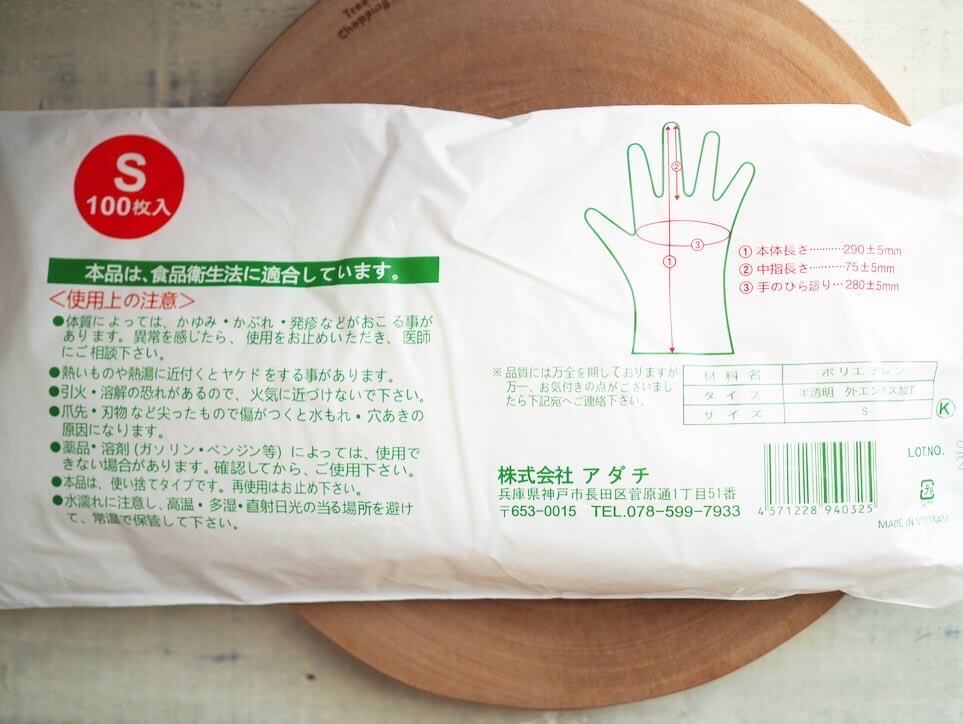 S
100枚入
本品は、食品衛生法に適合しています。
＜使用上の注意＞
●体質によっては、かゆみ・かぶれ・発疹などがおこる事が
あります。異常を感じたら、使用をお止めいただき、医師
にご相談下さい。
●熱いものや熱湯に近付くとヤケドをする事があります。
●引火・溶解の恐れがあるので、火気に近づけないで下さい。
●爪先・刃物など尖ったもので傷がつくと水もれ・穴あきの
原因になります。
●薬品・溶剤(ガソリン・ベンジン等)によっては、使用で
きない場合があります。確認してから、ご使用下さい。
●本品は、使い捨てタイプです。再使用はお止め下さい。
●水濡れに注意し、高温・多湿・直射日光の当る場所を避け
て、常温で保管して下さい。
②
③
①
①本体長さ………290±5mm
②中指長さ………75±5mm
③手のひら廻り…280±5mm
※品質には万全を期しておりますが
万一、お気付きの点がございまし
たら下記宛へご連絡下さい。
材料名 ポリエチレン
タイプ 半透明 外エンボス加工
サイズ S
K
株式会社 アダチ
兵庫県神戸市長田区菅原通1丁目51番
〒653-0015 TEL.078-599-7933
4571228940325
LOT.NO.
プラ
MADE IN VIETNAM